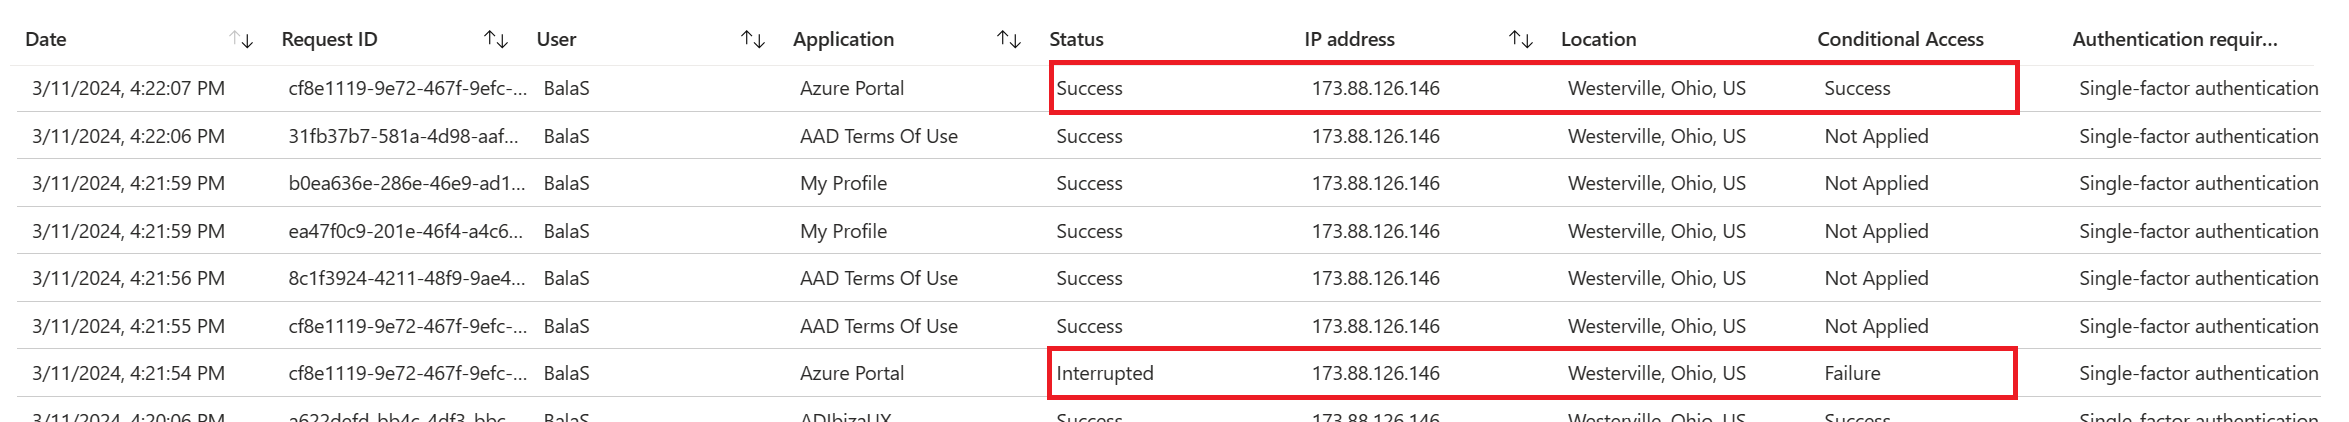 Date Request ID User Application Status IP address Location Conditional Access Authentication requir...
3/11/2024, 4:22:07 PM cf8e1119-9e72-467f-9efc-... BalaS Azure Portal Success 173.88.126.146 Westerville, Ohio, US Success Single-factor authentication
3/11/2024, 4:22:06 PM 31fb37b7-581a-4d98-aaf... BalaS AAD Terms Of Use Success 173.88.126.146 Westerville, Ohio, US Not Applied Single-factor authentication
3/11/2024, 4:21:59 PM b0ea636e-286e-46e9-ad1... BalaS My Profile Success 173.88.126.146 Westerville, Ohio, US Not Applied Single-factor authentication
3/11/2024, 4:21:59 PM ea47f0c9-201e-46f4-a4c6... BalaS My Profile Success 173.88.126.146 Westerville, Ohio, US Not Applied Single-factor authentication
3/11/2024, 4:21:56 PM 8c1f3924-4211-48f9-9ae4... BalaS AAD Terms Of Use Success 173.88.126.146 Westerville, Ohio, US Not Applied Single-factor authentication
3/11/2024, 4:21:55 PM cf8e1119-9e72-467f-9efc-... BalaS AAD Terms Of Use Success 173.88.126.146 Westerville, Ohio, US Not Applied Single-factor authentication
3/11/2024, 4:21:54 PM cf8e1119-9e72-467f-9efc-... BalaS Azure Portal Interrupted 173.88.126.146 Westerville, Ohio, US Failure Single-factor authentication
3/11/2024, 4:20:06 PM a622defd-bb4c-4df3-bbc... BalaS ADIbizaUX Success 173.88.126.146 Westerville, Ohio, US Success Single-factor authentication